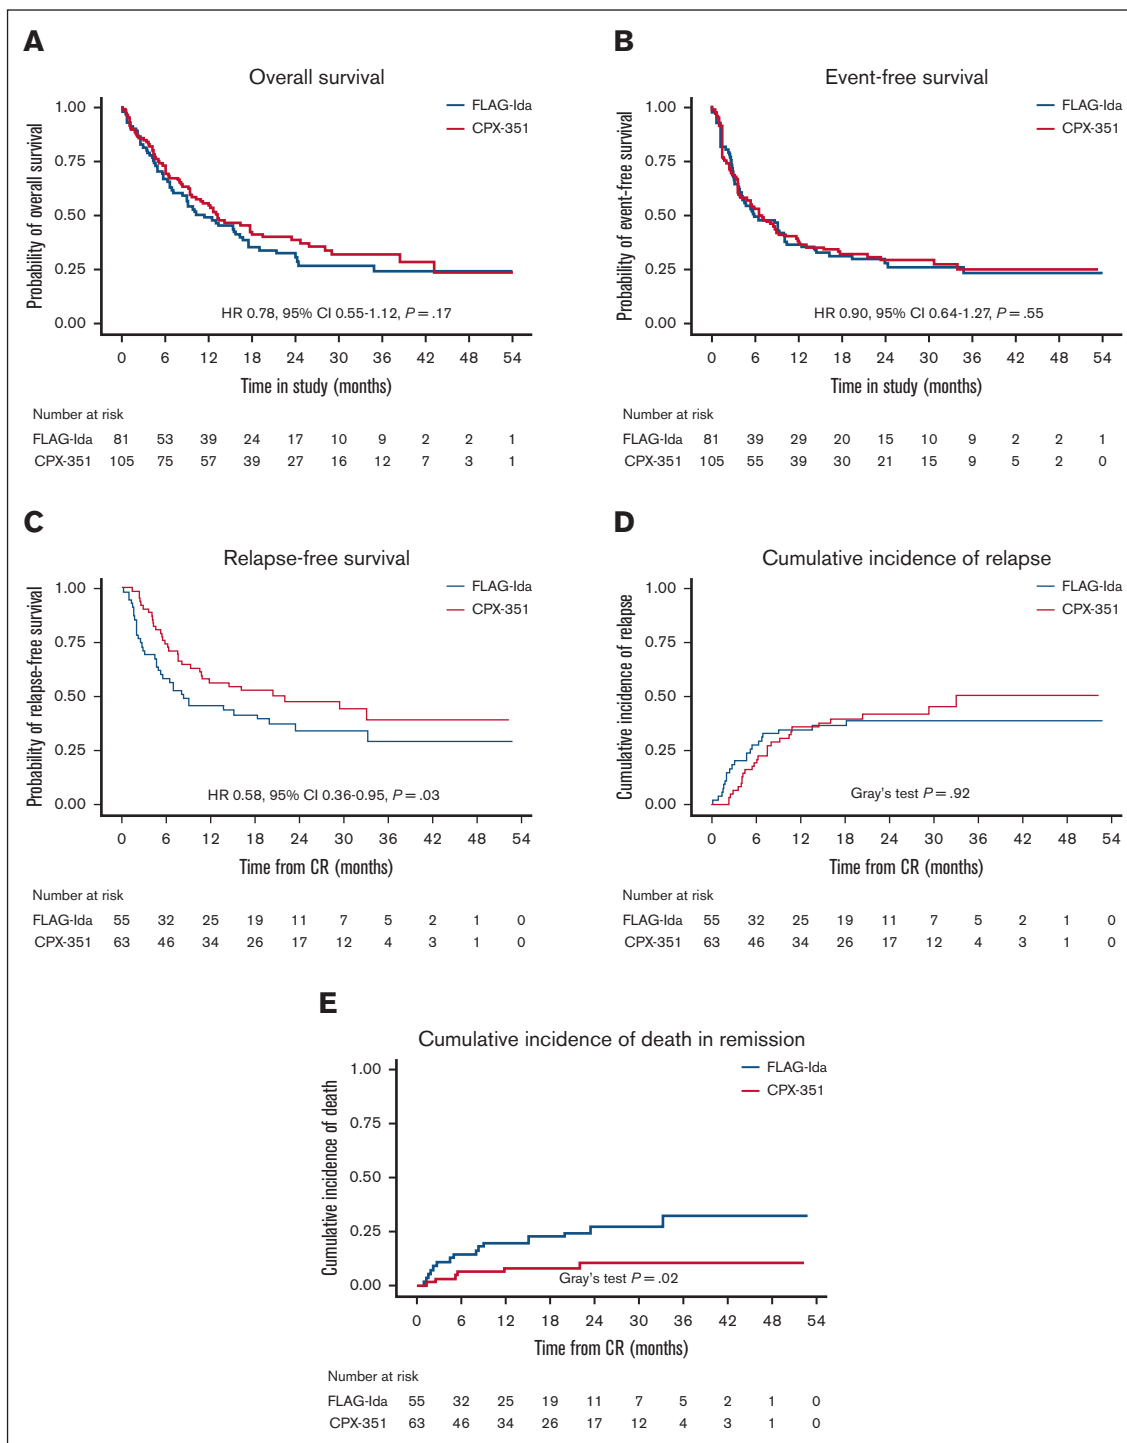 A
Overall survival
Probability of overall survival
1.00
0.75
0.50
0.25
0.00
FLAG-Ida
CPX-351
HR 0.78, 95% CI 0.55-1.12, P = .17
0 6 12 18 24 30 36 42 48 54
Time in study (months)
Number at risk
FLAG-Ida 81 53 39 24 17 10 9 2 2 1
CPX-351 105 75 57 39 27 16 12 7 3 1
B
Event-free survival
Probability of event-free survival
1.00
0.75
0.50
0.25
0.00
FLAG-Ida
CPX-351
HR 0.90, 95% CI 0.64-1.27, P = .55
0 6 12 18 24 30 36 42 48 54
Time in study (months)
Number at risk
FLAG-Ida 81 39 29 20 15 10 9 2 2 1
CPX-351 105 55 39 30 21 15 9 5 2 0
C
Relapse-free survival
Probability of relapse-free survival
1.00
0.75
0.50
0.25
0.00
FLAG-Ida
CPX-351
HR 0.58, 95% CI 0.36-0.95, P = .03
0 6 12 18 24 30 36 42 48 54
Time from CR (months)
Number at risk
FLAG-Ida 55 32 25 19 11 7 5 2 1 0
CPX-351 63 46 34 26 17 12 4 3 1 0
D
Cumulative incidence of relapse
Cumulative incidence of relapse
1.00
0.75
0.50
0.25
0.00
FLAG-Ida
CPX-351
Gray's test P = .92
0 6 12 18 24 30 36 42 48 54
Time from CR (months)
Number at risk
FLAG-Ida 55 32 25 19 11 7 5 2 1 0
CPX-351 63 46 34 26 17 12 4 3 1 0
E
Cumulative incidence of death in remission
Cumulative incidence of death
1.00
0.75
0.50
0.25
0.00
FLAG-Ida
CPX-351
Gray's test P = .02
0 6 12 18 24 30 36 42 48 54
Time from CR (months)
Number at risk
FLAG-Ida 55 32 25 19 11 7 5 2 1 0
CPX-351 63 46 34 26 17 12 4 3 1 0